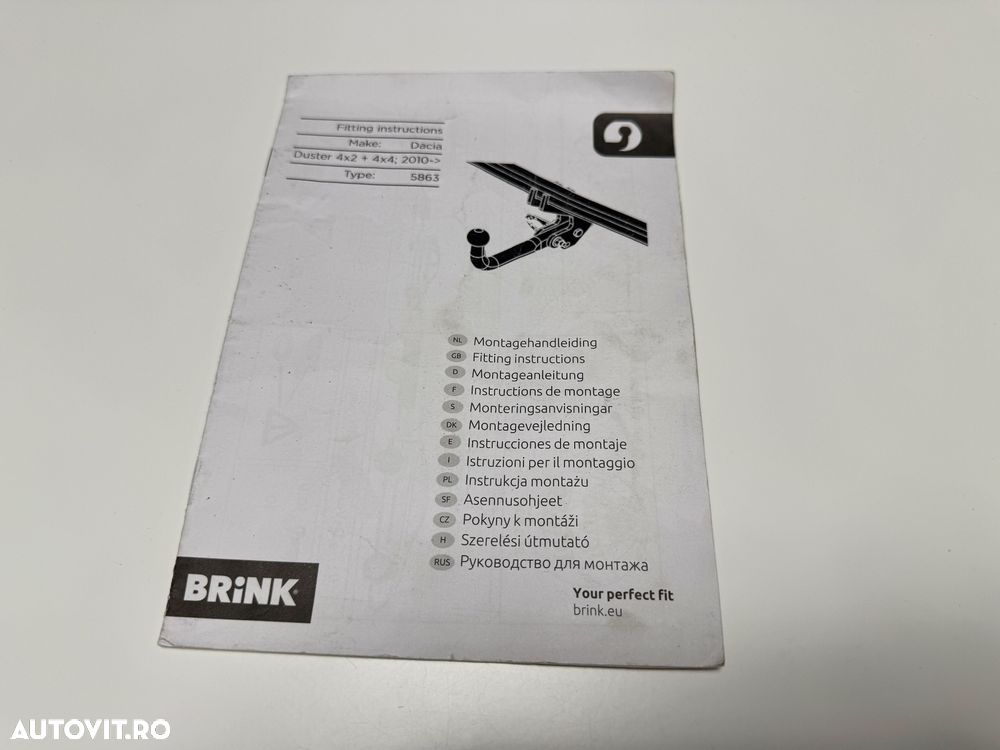 Fitting instructions
Make: Dacia
Duster 4x2 + 4x4; 2010->
Type: 5863
NL Montagehandleiding
GB Fitting instructions
D Montageanleitung
F Instructions de montage
S Monteringsanvisningar
DK Montagevejledning
E Instrucciones de montaje
I Istruzioni per il montaggio
PL Instrukcja montażu
SF Asennusohjeet
CZ Pokyny k montáži
H Szerelési útmutató
RUS Руководство для монтажа
BRiNK
Your perfect fit
brink.eu
AUTOVIT.RO